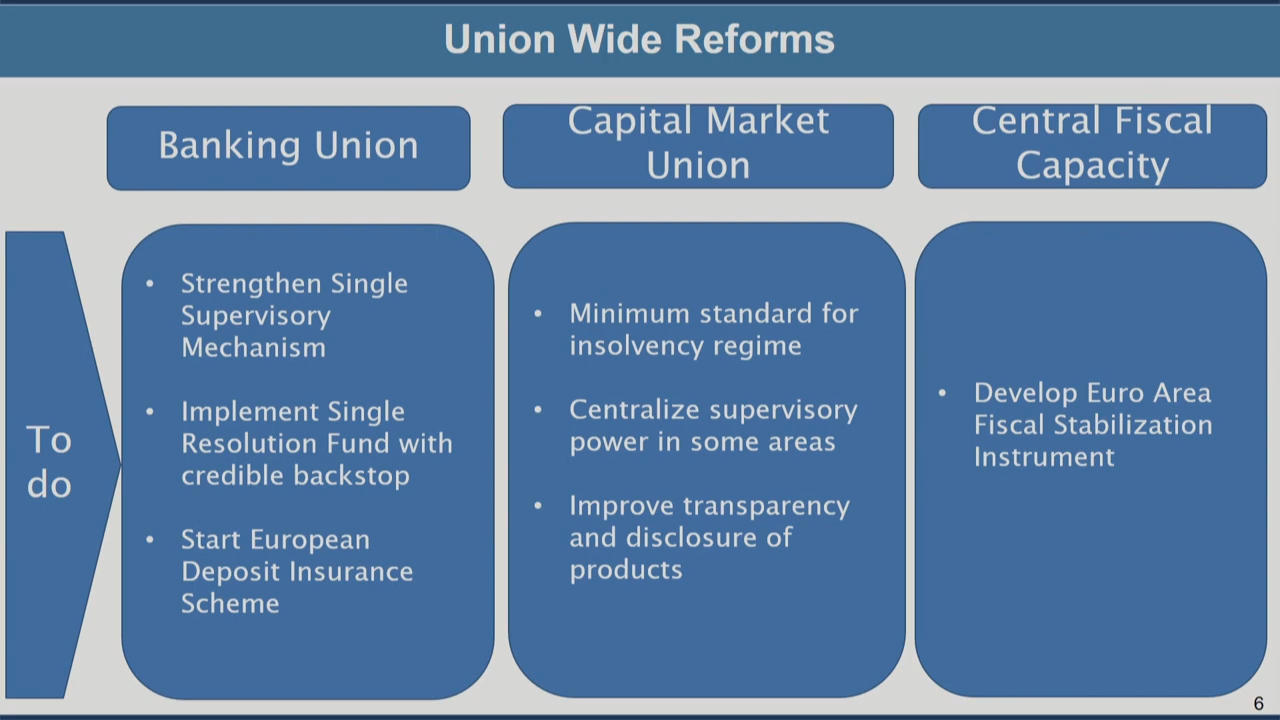 Union Wide Reforms
Banking Union
Capital Market
Union
Central Fiscal
Capacity
To
do
• Strengthen Single
Supervisory
Mechanism
• Implement Single
Resolution Fund with
credible backstop
• Start European
Deposit Insurance
Scheme
• Minimum standard for
insolvency regime
• Centralize supervisory
power in some areas
• Improve transparency
and disclosure of
products
• Develop Euro Area
Fiscal Stabilization
Instrument
6